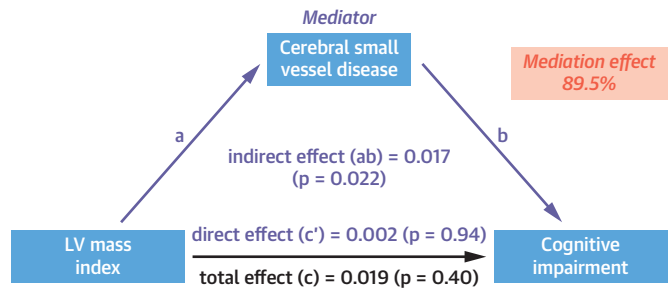 Mediator
Cerebral small
vessel disease
Mediation effect
89.5%
a
b
indirect effect (ab) = 0.017
(p = 0.022)
LV mass
index
direct effect (c') = 0.002 (p = 0.94)
total effect (c) = 0.019 (p = 0.40)
Cognitive
impairment